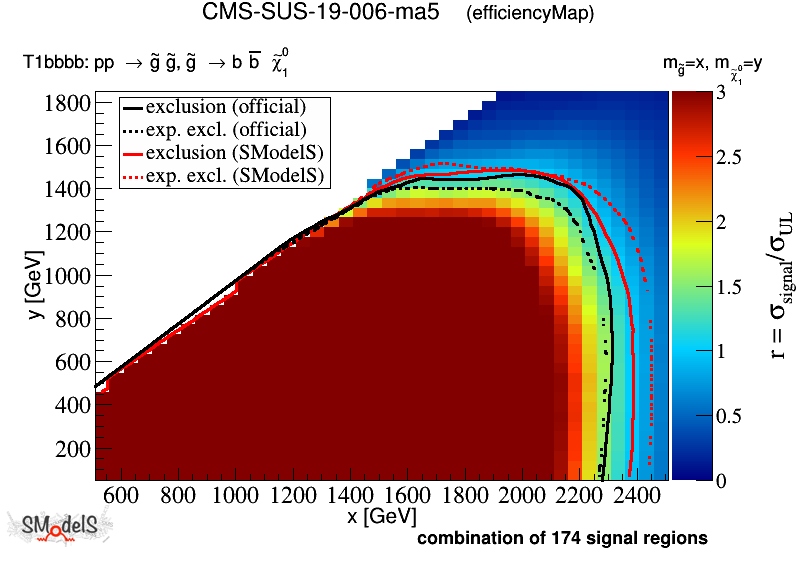 CMS-SUS-19-006-ma5 (efficiencyMap)
T1bbbb: pp → g̃ g̃, g̃ → b b̅ χ̃₁⁰
m_g̃=x, m_χ̃₁⁰=y
exclusion (official)
exp. excl. (official)
exclusion (SModelS)
exp. excl. (SModelS)
y [GeV]
1800
1600
1400
1200
1000
800
600
400
200
600 800 1000 1200 1400 1600 1800 2000 2200 2400
x [GeV]
3
2.5
2
1.5
1
0.5
0
r = σ_signal/σ_UL
SModelS
combination of 174 signal regions